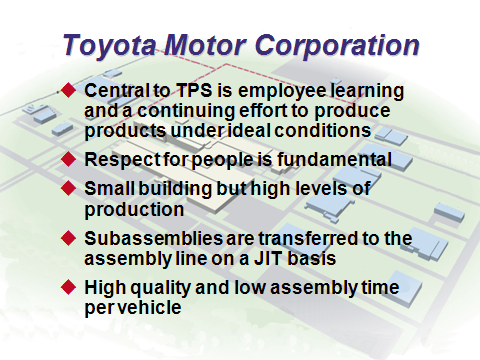 Toyota Motor Corporation
Central to TPS is employee learning
and a continuing effort to produce
products under ideal conditions
Respect for people is fundamental
Small building but high levels of
production
Subassemblies are transferred to the
assembly line on a JIT basis
High quality and low assembly time
per vehicle